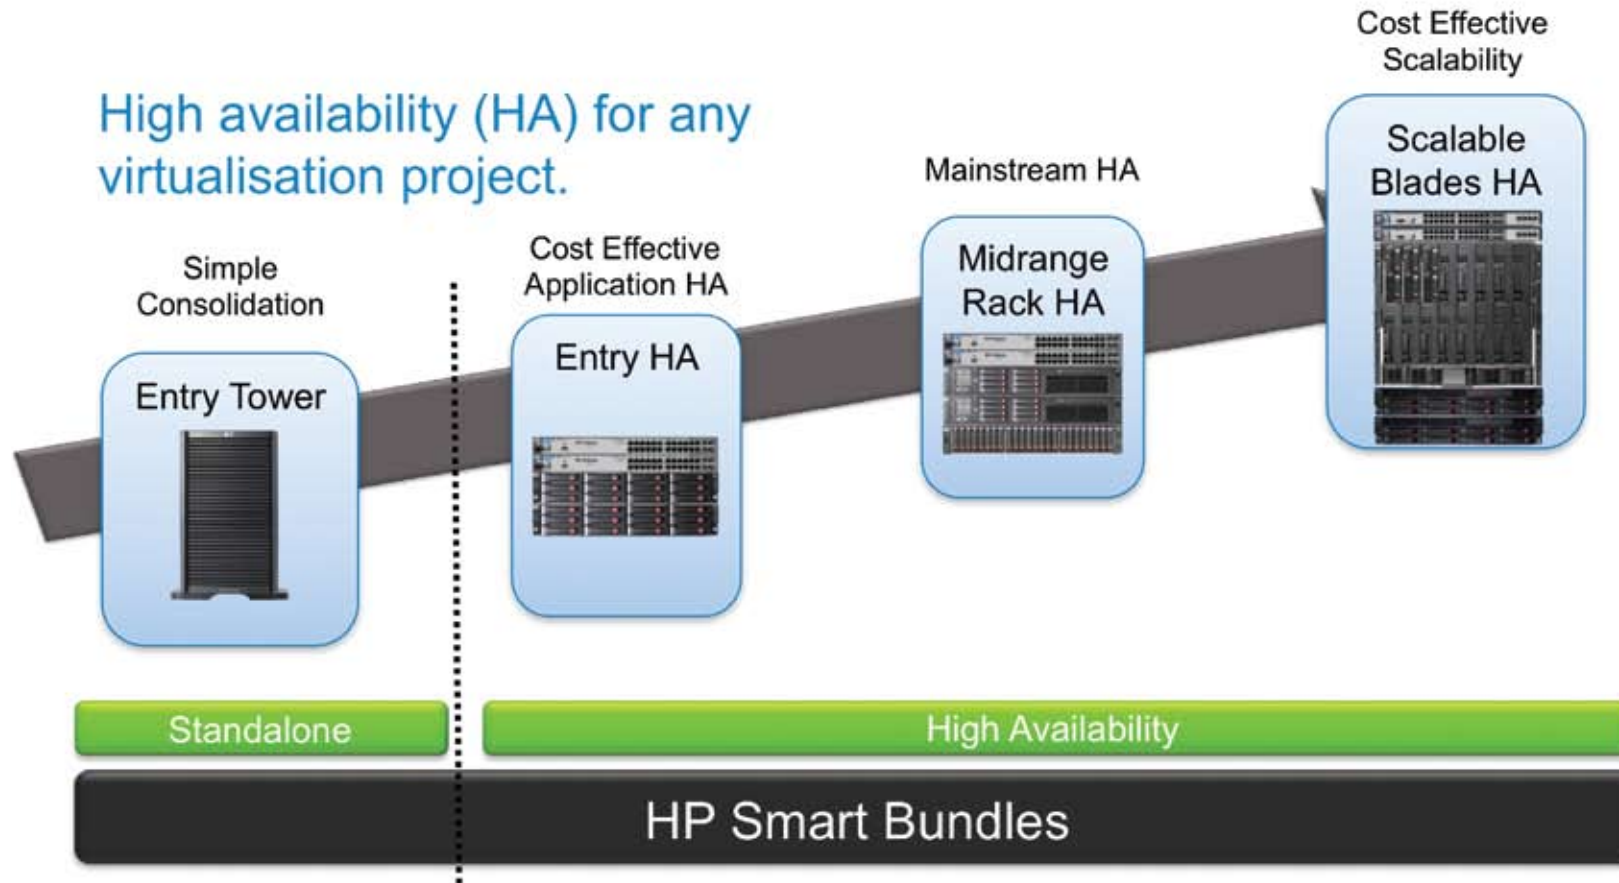 High availability (HA) for any
virtualisation project.
Simple
Consolidation
Entry Tower
Cost Effective
Application HA
Entry HA
Mainstream HA
Midrange
Rack HA
Cost Effective
Scalability
Scalable
Blades HA
Standalone
High Availability
HP Smart Bundles